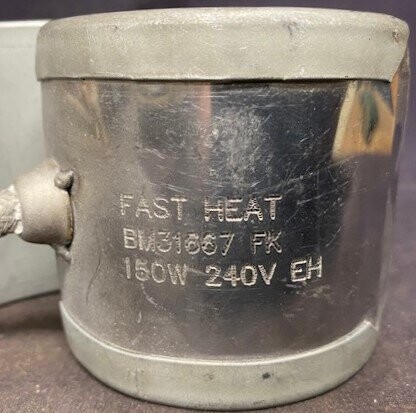 FAST HEAT
BM31667 FK
150W 240V EH